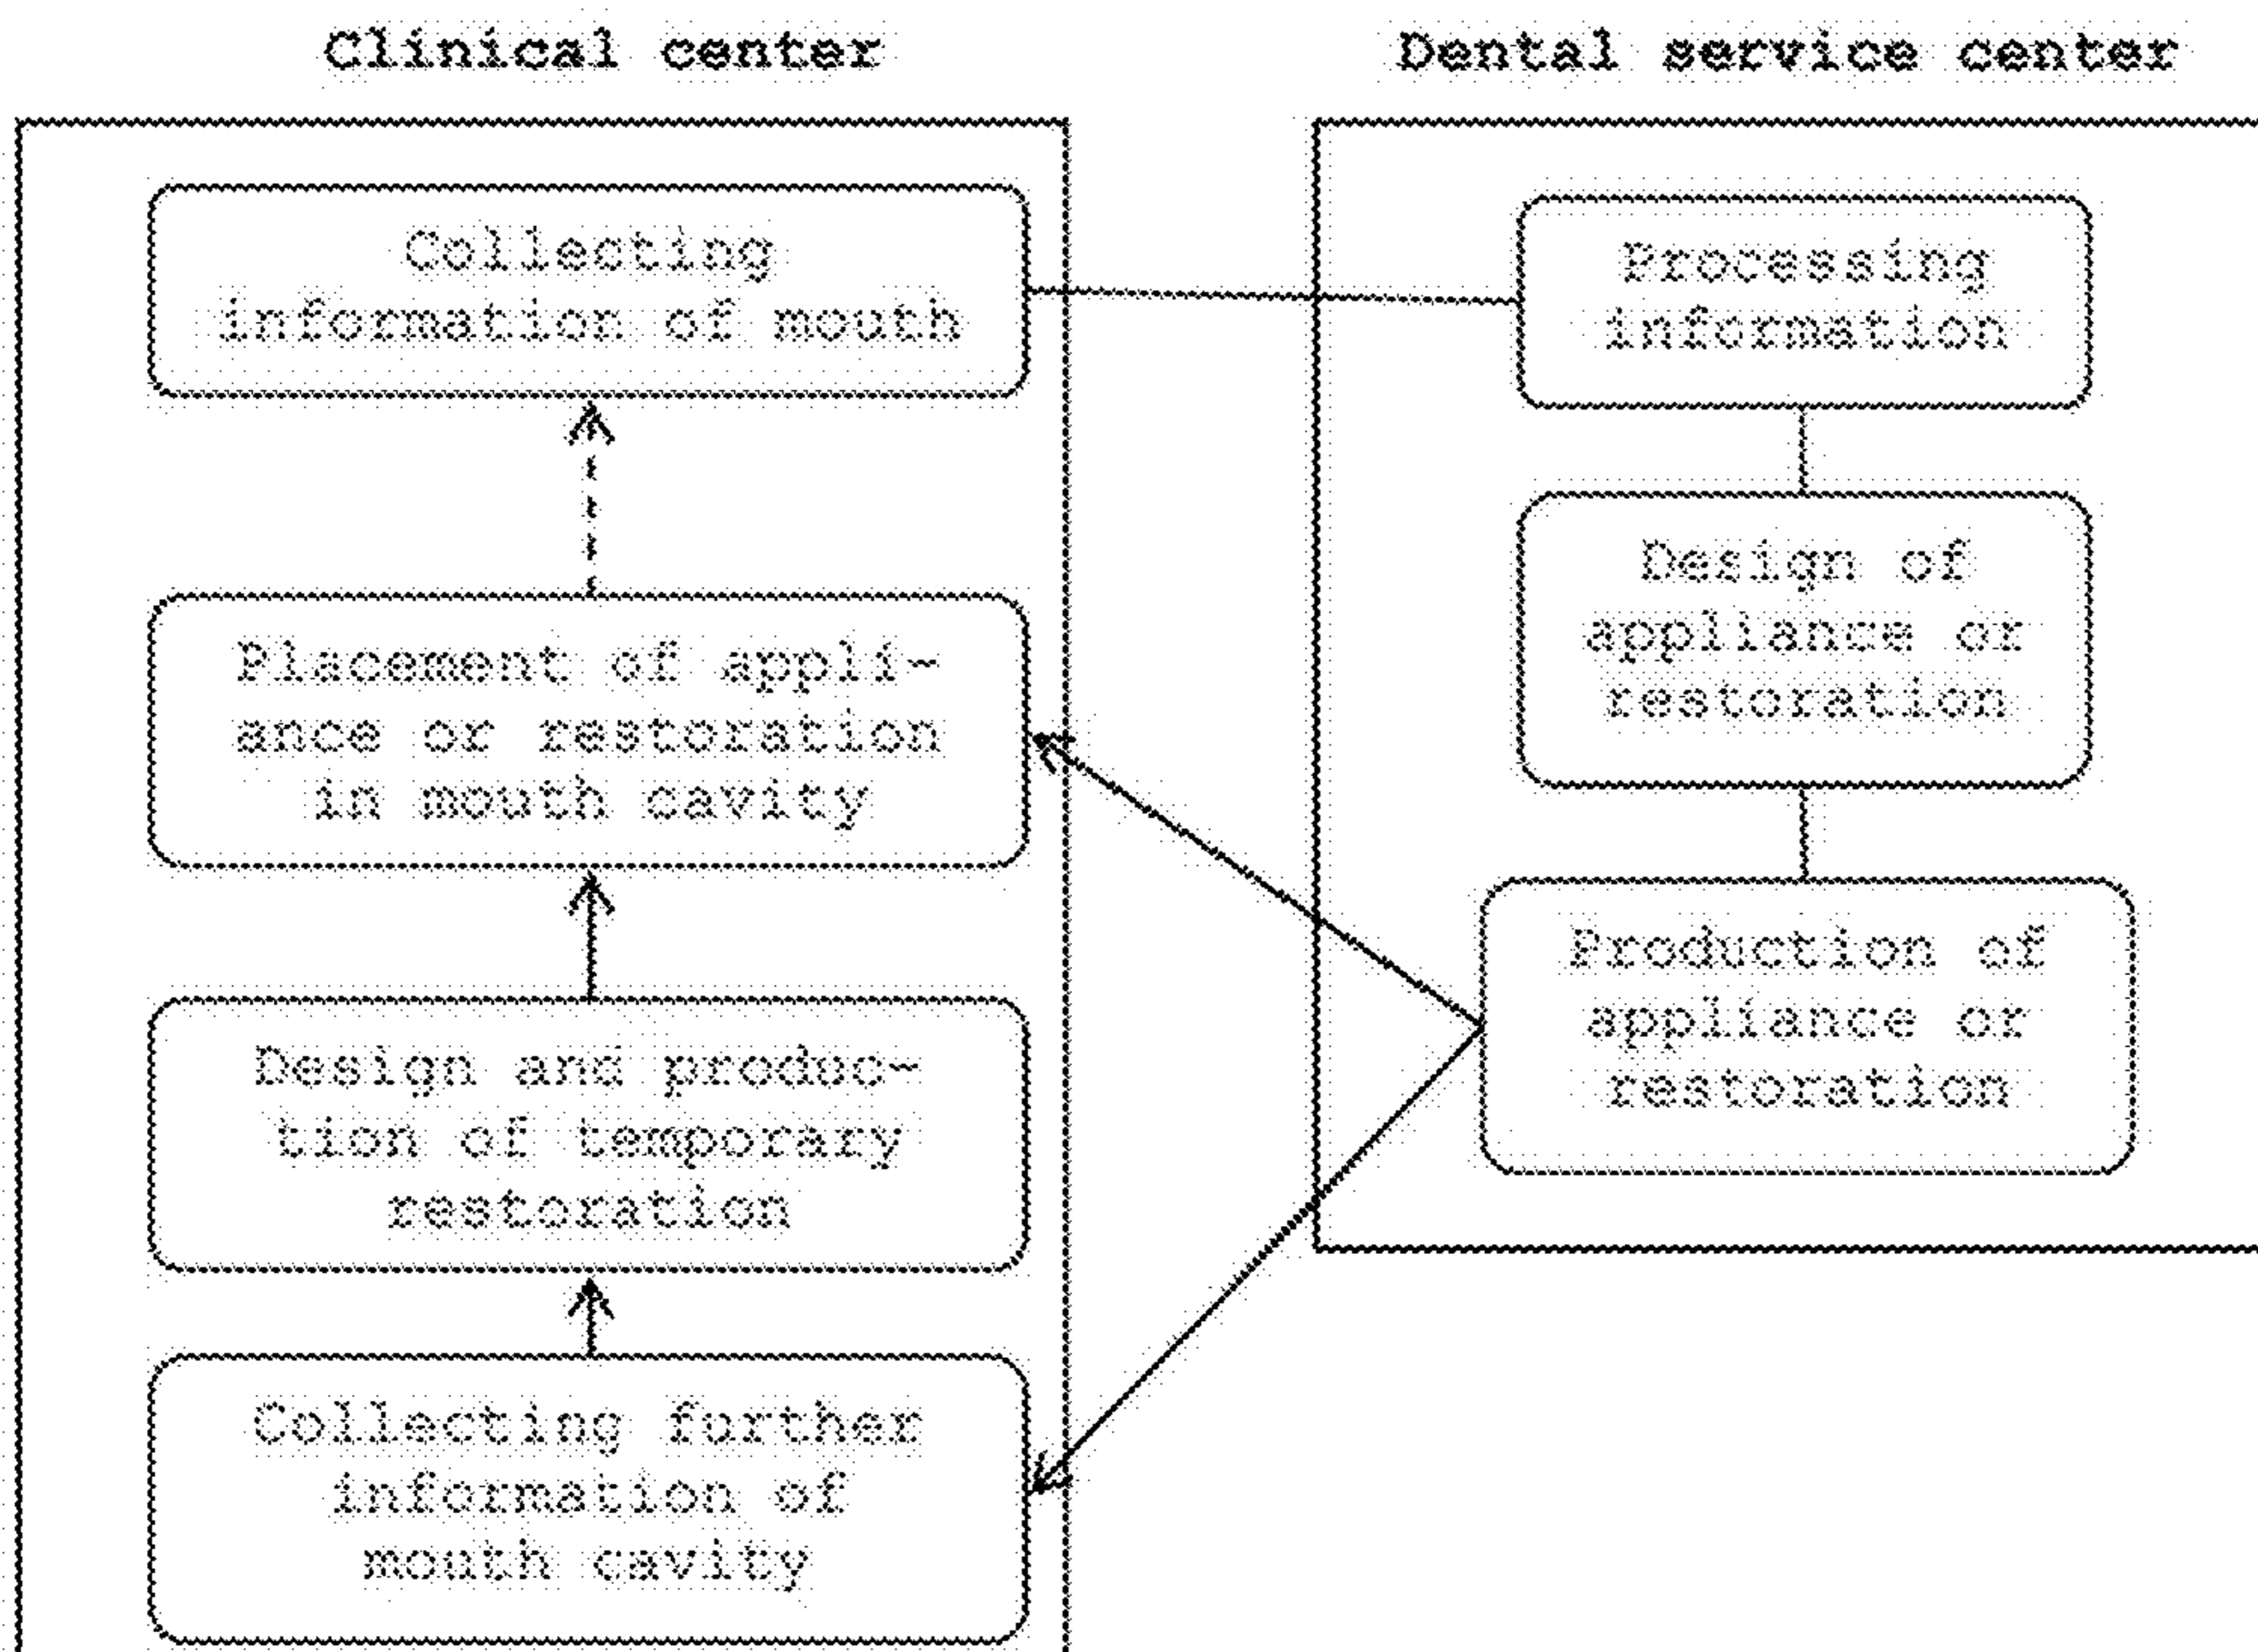 Clinical center
Collecting
information of mouth
Placement of appli-
ance or restoration
in mouth cavity
Design and produc-
tion of temporary
restoration
Collecting further
information of
mouth cavity
Dental service center
Processing
information
Design of
appliance or
restoration
Production of
appliance or
restoration